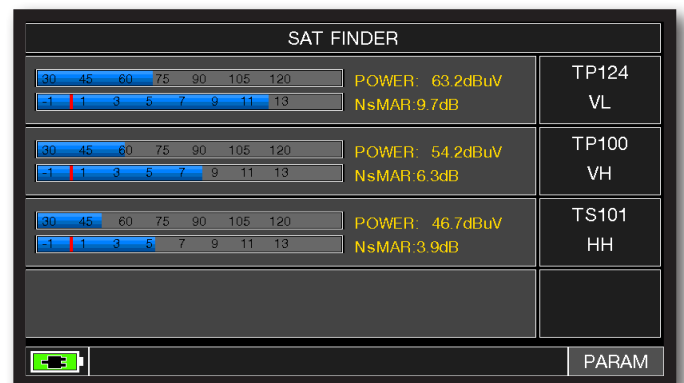 SAT FINDER
30 45 60 75 90 105 120
POWER: 63.2dBuV
-1 1 3 5 7 9 11 13
NsMAR:9.7dB
TP124
VL
30 45 60 75 90 105 120
POWER: 54.2dBuV
-1 1 3 5 7 9 11 13
NsMAR:6.3dB
TP100
VH
30 45 60 75 90 105 120
POWER: 46.7dBuV
-1 1 3 5 7 9 11 13
NsMAR:3.9dB
TS101
HH
PARAM